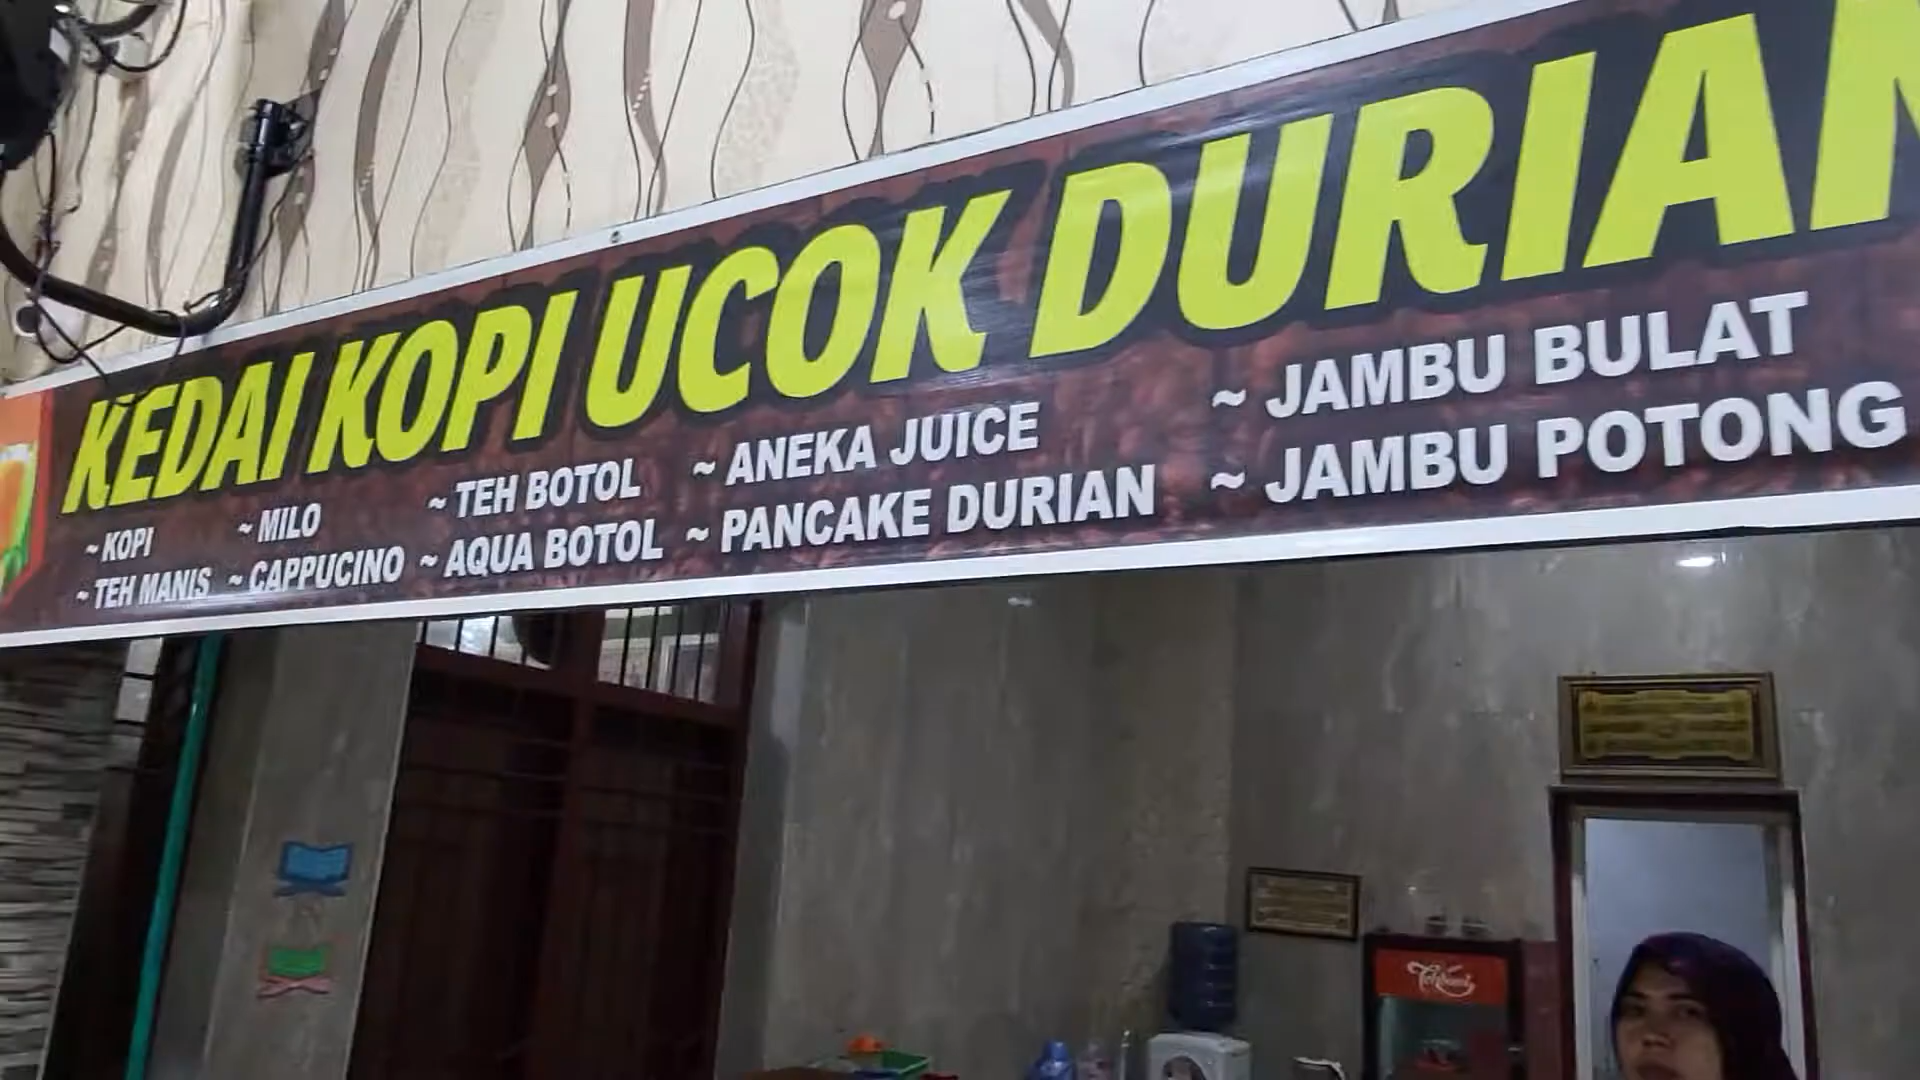 KEDAI KOPI UCOK DURIAN
~ KOPI
~ TEH MANIS
~ MILO
~ CAPPUCINO
~ TEH BOTOL
~ AQUA BOTOL
~ ANEKA JUICE
~ PANCAKE DURIAN
~ JAMBU BULAT
~ JAMBU POTONG